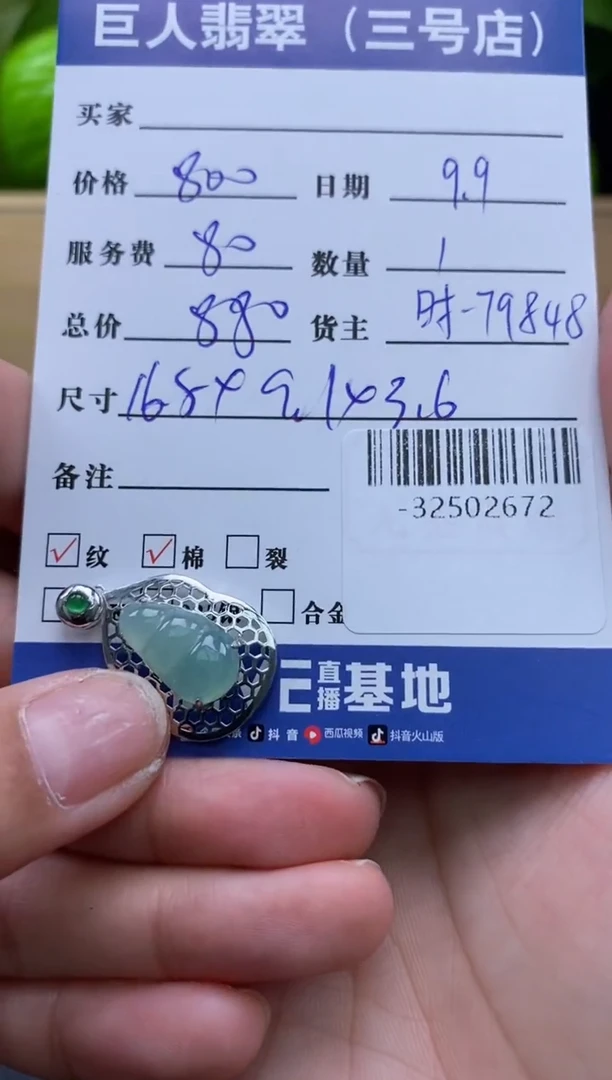 巨人翡翠（三号店）
买家
价格 800 日期 9.9
服务费 80 数量 1
总价 880 货主 时-79848
尺寸 16.5×9.1×3.6
备注
-32502672
✓纹 ✓棉 裂
合金
直播基地
抖音 西瓜视频 抖音火山版